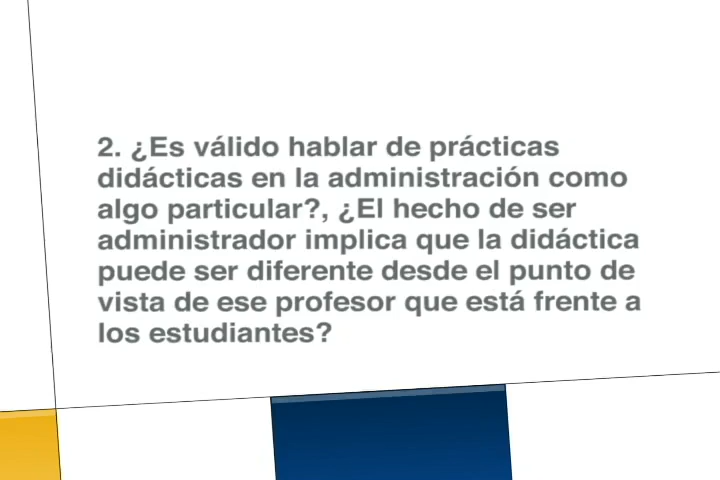 2. ¿Es válido hablar de prácticas
didácticas en la administración como
algo particular?, ¿El hecho de ser
administrador implica que la didáctica
puede ser diferente desde el punto de
vista de ese profesor que está frente a
los estudiantes?